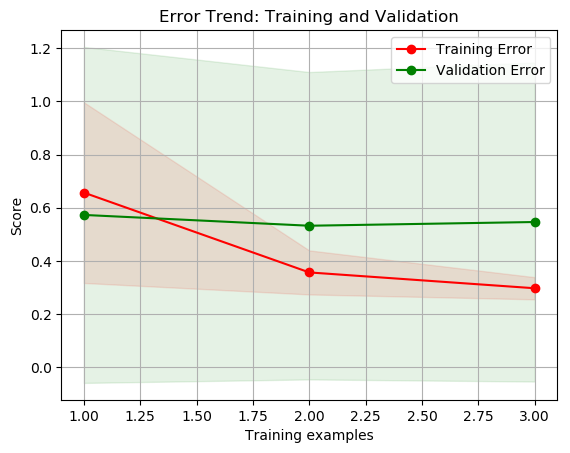 Error Trend: Training and Validation
Training Error
Validation Error
Score
1.2
1.0
0.8
0.6
0.4
0.2
0.0
1.00 1.25 1.50 1.75 2.00 2.25 2.50 2.75 3.00
Training examples